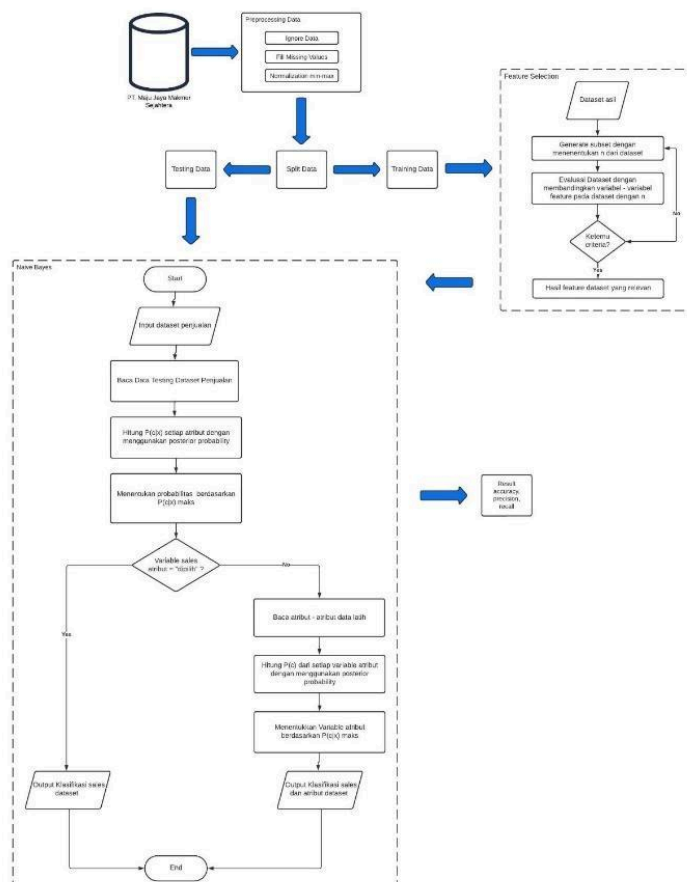 Preprocessing Data
Ignore Data
Fill Missing Values
Normalization min-max
PT. Maju Jaya Makmur
Sejahtera
Testing Data
Split Data
Training Data
Feature Selection
Dataset asli
Generate subset dengan
menenentukan n dari dataset
Evaluasi Dataset dengan
membandingkan variabel - variabel
feature pada dataset dengan n
No
Ketemu
criteria?
Yes
Hasil feature dataset yang relevan
Naive Bayes
Start
Input dataset penjualan
Baca Data Testing Dataset Penjualan
Hitung P(c|x) setiap atribut dengan
menggunakan posterior probability
Menentukan probabilitas berdasarkan
P(c|x) maks
Variable sales
atribut = "dipilih" ?
Yes
No
Baca atribut - atribut data latih
Hitung P(c) dari setiap variable atribut
dengan menggunakan posterior
probability
Menentukkan Variable atribut
berdasarkan P(c|x) maks
Output Klasifikasi sales
dataset
Output Klasifikasi sales
dan atribut dataset
End
Result
accuracy,
precision,
recall